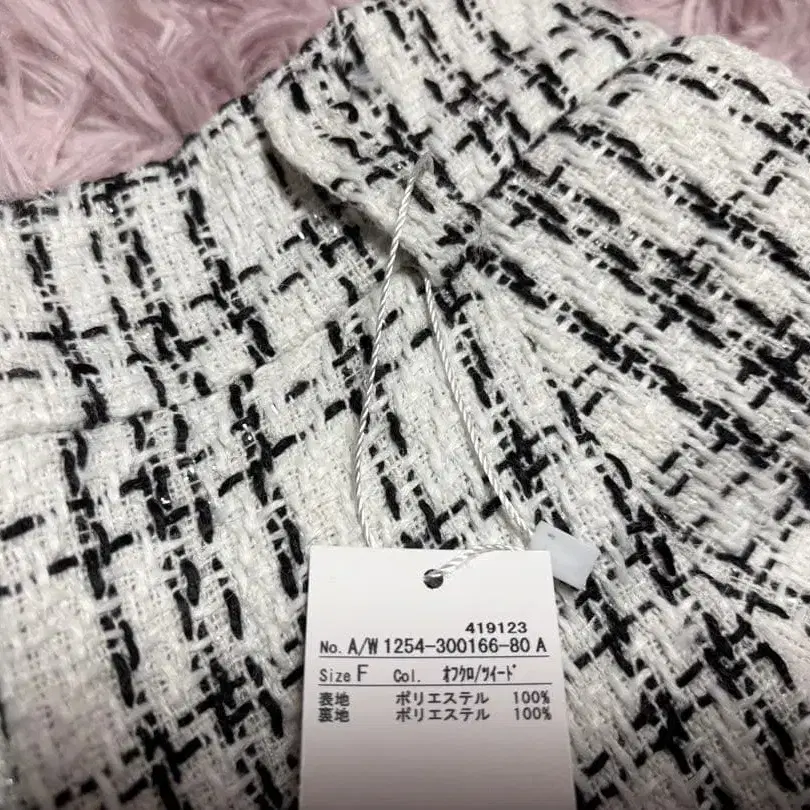 419123
No. A/W 1254-300166-80 A
Size F Col. ｵﾌｸﾛ/ﾂｲｰﾄﾞ
表地 ポリエステル 100%
裏地 ポリエステル 100%